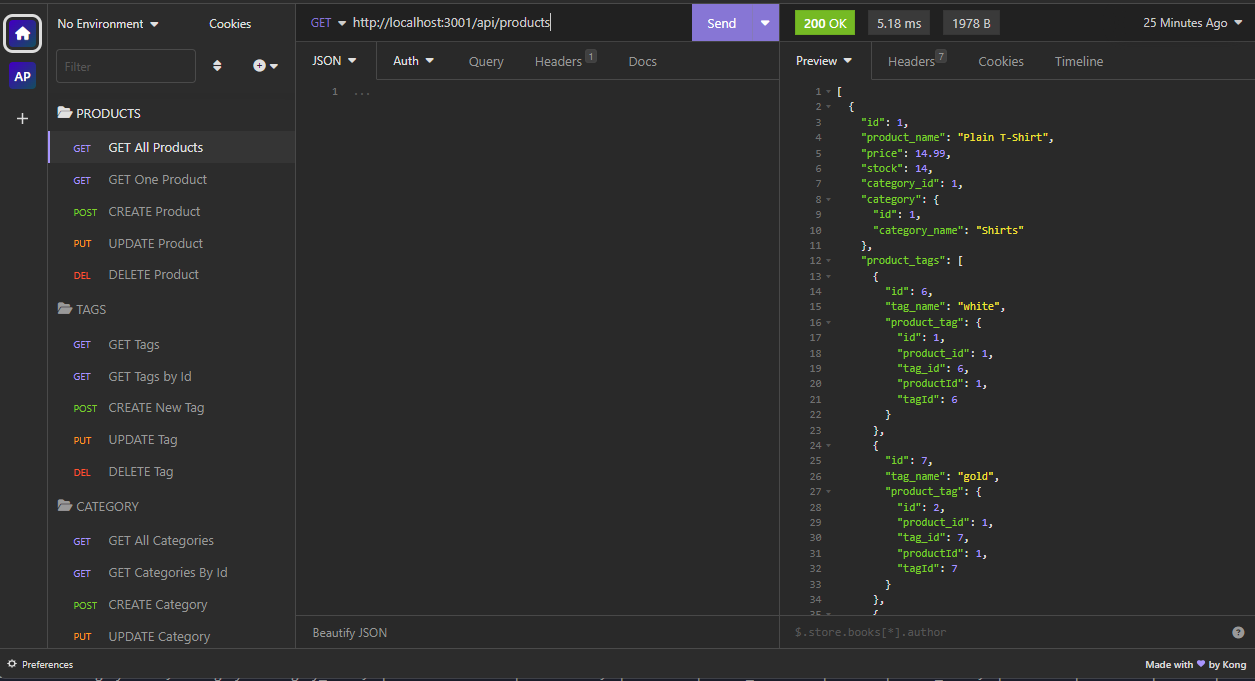 No Environment
Cookies
GET http://localhost:3001/api/products
Send
200 OK
5.18 ms
1978 B
25 Minutes Ago
AP
Filter
JSON
Auth
Query
Headers 1
Docs
Preview
Headers 7
Cookies
Timeline
PRODUCTS
GET GET All Products
GET GET One Product
POST CREATE Product
PUT UPDATE Product
DEL DELETE Product
TAGS
GET GET Tags
GET GET Tags by Id
POST CREATE New Tag
PUT UPDATE Tag
DEL DELETE Tag
CATEGORY
GET GET All Categories
GET GET Categories By Id
POST CREATE Category
PUT UPDATE Category
1 ...
1 [
2 {
3 "id": 1,
4 "product_name": "Plain T-Shirt",
5 "price": 14.99,
6 "stock": 14,
7 "category_id": 1,
8 "category": {
9 "id": 1,
10 "category_name": "Shirts"
11 },
12 "product_tags": [
13 {
14 "id": 6,
15 "tag_name": "white",
16 "product_tag": {
17 "id": 1,
18 "product_id": 1,
19 "tag_id": 6,
20 "productId": 1,
21 "tagId": 6
22 }
23 },
24 {
25 "id": 7,
26 "tag_name": "gold",
27 "product_tag": {
28 "id": 2,
29 "product_id": 1,
30 "tag_id": 7,
31 "productId": 1,
32 "tagId": 7
33 }
34 },
35 {
Beautify JSON
$.store.books[*].author
?
Preferences
Made with by Kong